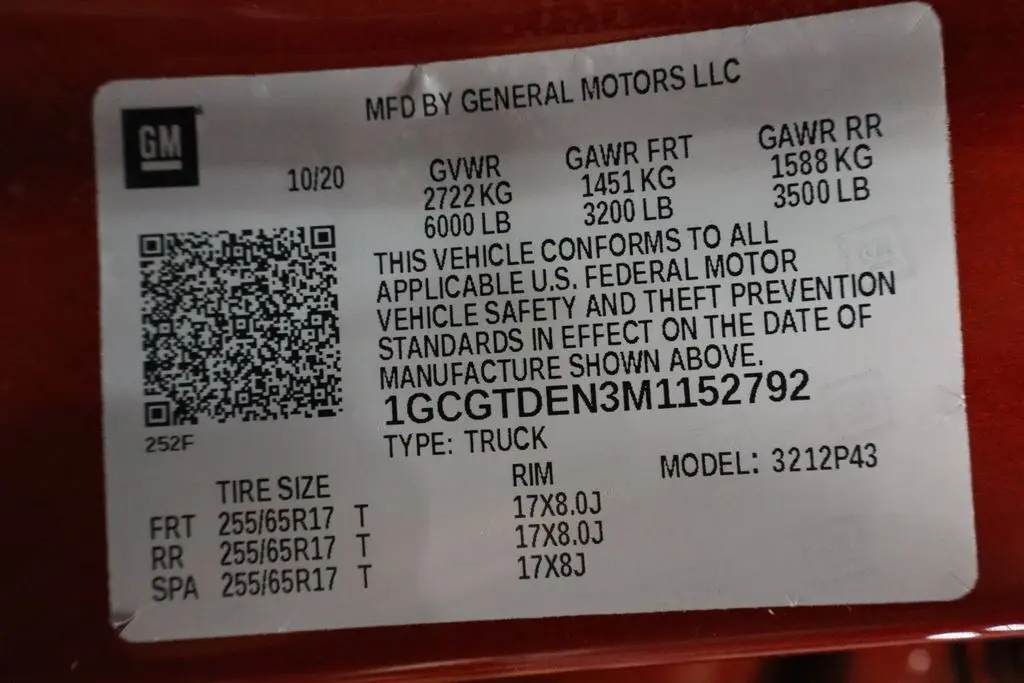 MFD BY GENERAL MOTORS LLC
GM
10/20
GVWR GAWR FRT GAWR RR
2722 KG 1451 KG 1588 KG
6000 LB 3200 LB 3500 LB
THIS VEHICLE CONFORMS TO ALL
APPLICABLE U.S. FEDERAL MOTOR
VEHICLE SAFETY AND THEFT PREVENTION
STANDARDS IN EFFECT ON THE DATE OF
MANUFACTURE SHOWN ABOVE.
1GCGTDEN3M1152792
252F
TYPE: TRUCK
MODEL: 3212P43
TIRE SIZE RIM
FRT 255/65R17 T 17X8.0J
RR 255/65R17 T 17X8.0J
SPA 255/65R17 T 17X8J